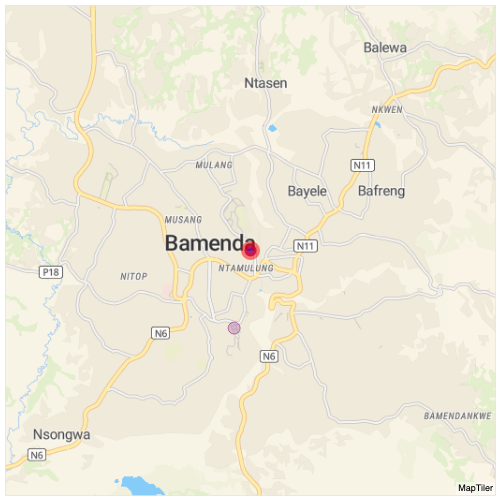 Balewa
Ntasen
NKWEN
N11
MULANG
Bayele
Bafreng
MUSANG
Bamenda
N11
NTAMULUNG
P18
NITOP
N6
N6
BAMENDANKWE
Nsongwa
N6
MapTiler